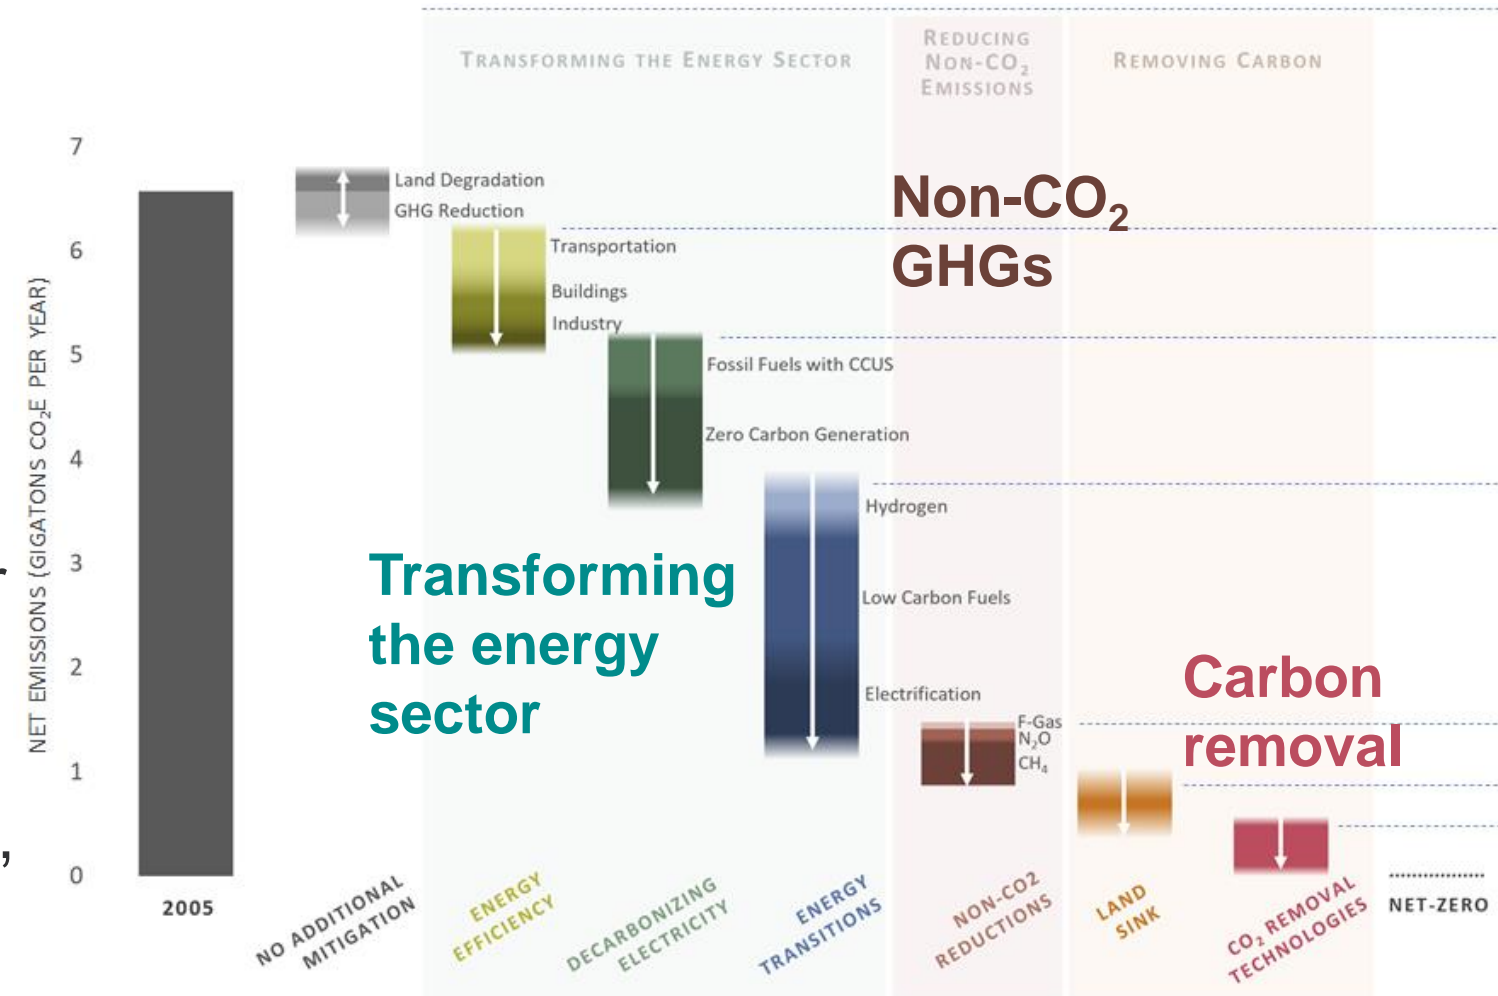 TRANSFORMING THE ENERGY SECTOR
REDUCING
NON-CO₂
EMISSIONS
REMOVING CARBON
NET EMISSIONS (GIGATONS CO₂E PER YEAR)
7
6
5
4
3
2
1
0
Land Degradation
GHG Reduction
Transportation
Buildings
Industry
Fossil Fuels with CCUS
Zero Carbon Generation
Hydrogen
Low Carbon Fuels
Electrification
F-Gas
N₂O
CH₄
Non-CO₂
GHGs
Transforming
the energy
sector
Carbon
removal
,
2005
NO ADDITIONAL
MITIGATION
ENERGY
EFFICIENCY
DECARBONIZING
ELECTRICITY
ENERGY
TRANSITIONS
NON-CO2
REDUCTIONS
LAND
SINK
CO₂ REMOVAL
TECHNOLOGIES
NET-ZERO